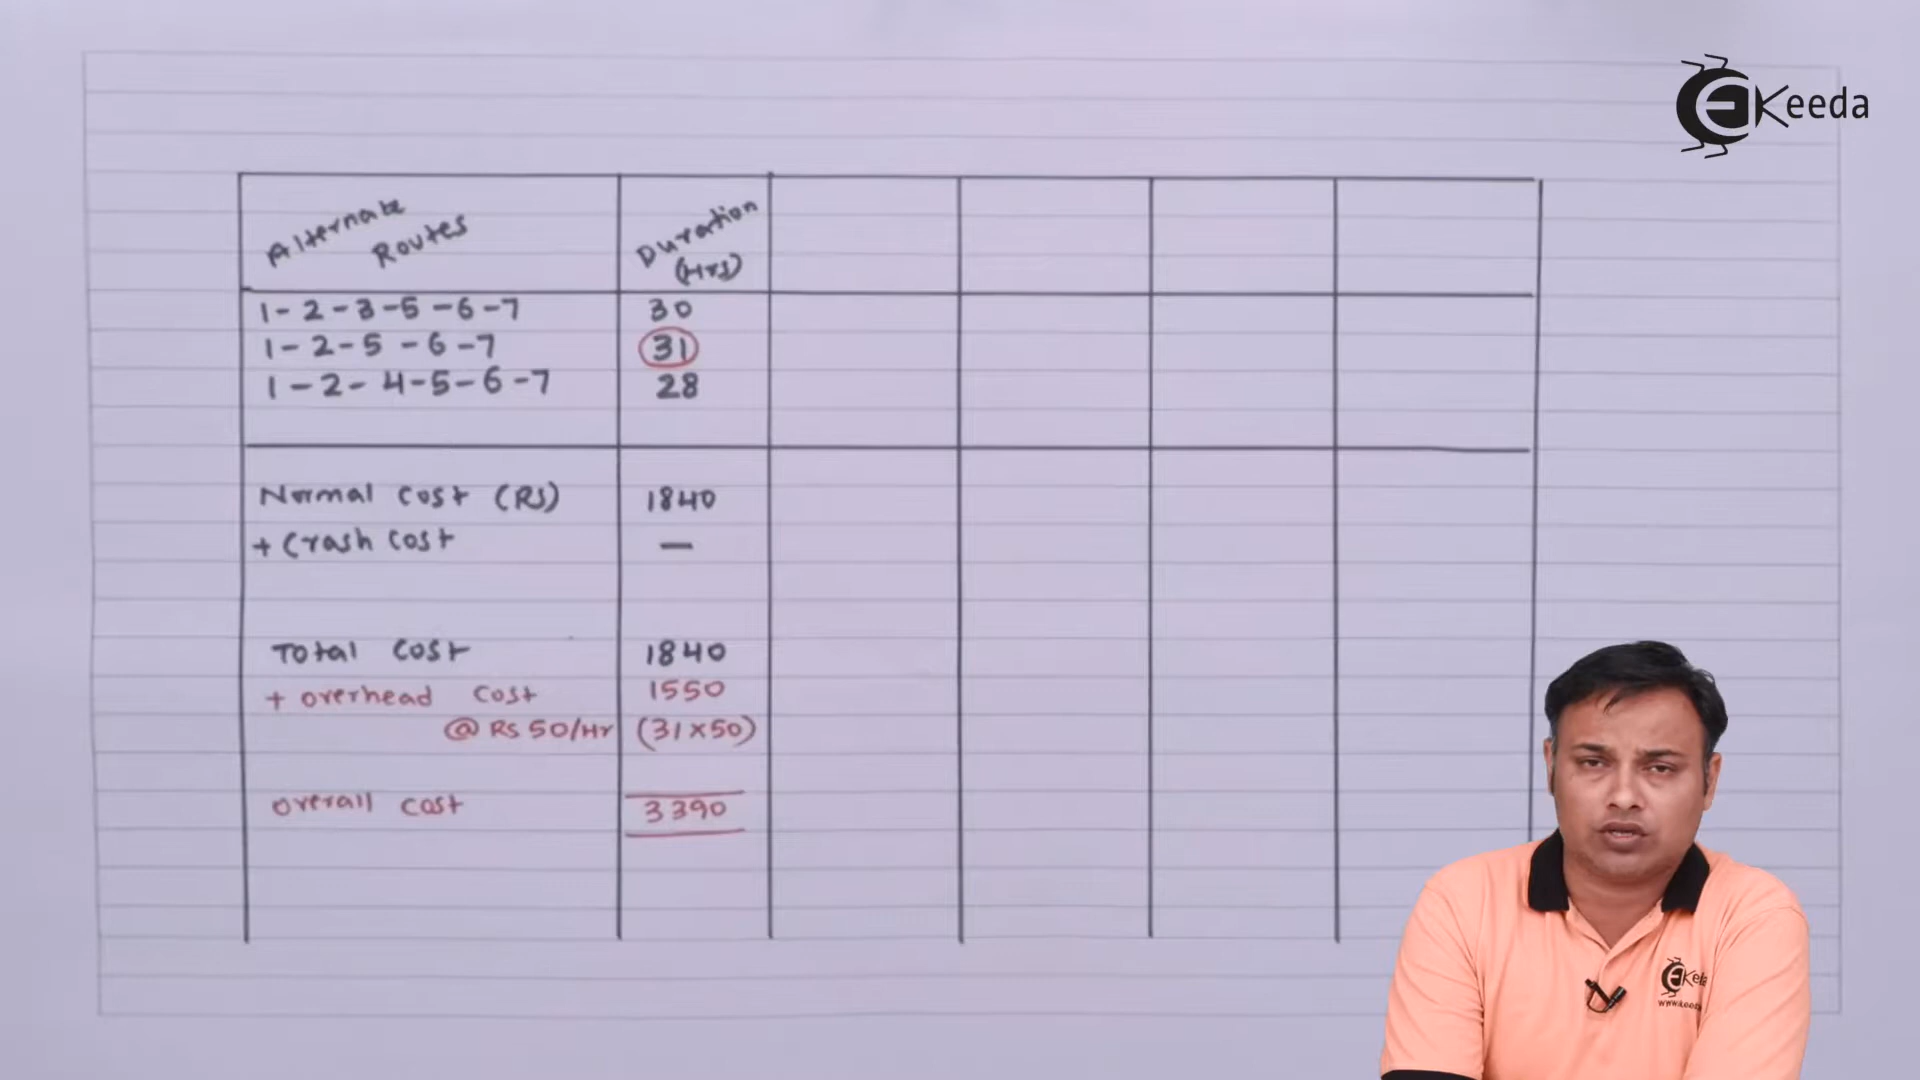 Keeda
Alternate
Routes
Duration
(Hrs)
1-2-3-5-6-7
30
1-2-5-6-7
31
1-2-4-5-6-7
28
Normal Cost (Rs)
1840
+ Crash Cost
—
Total Cost
1840
+ overhead Cost
1550
@ Rs 50/Hr
(31×50)
overall cost
3390